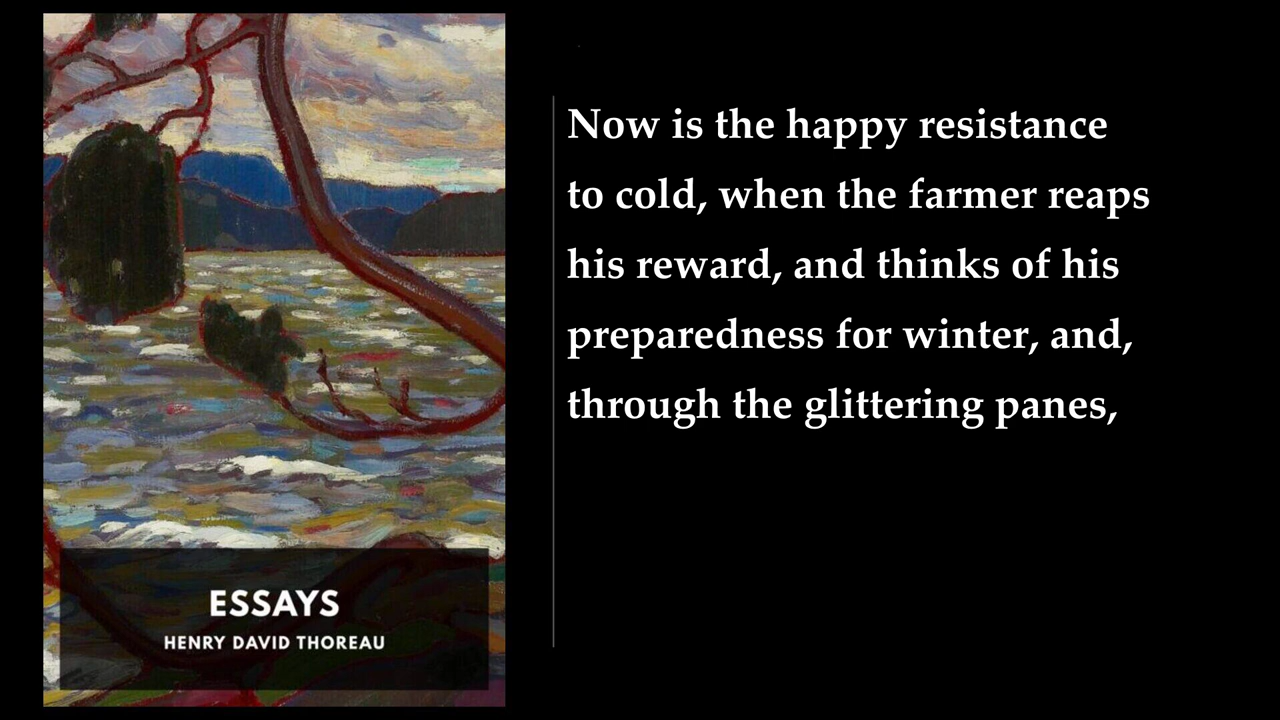 ESSAYS
HENRY DAVID THOREAU
Now is the happy resistance
to cold, when the farmer reaps
his reward, and thinks of his
preparedness for winter, and,
through the glittering panes,